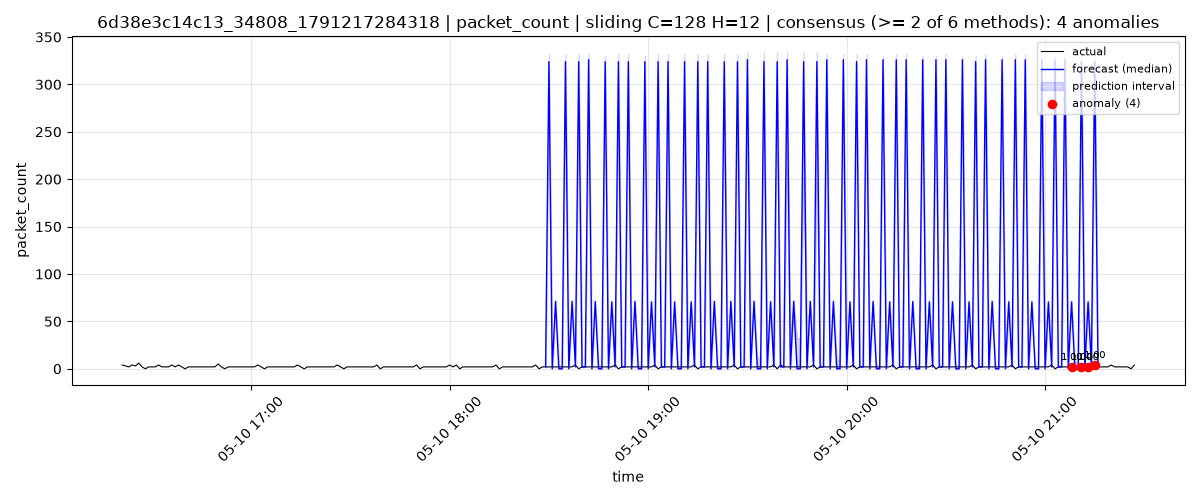 6d38e3c14c13_34808_1791217284318 | packet_count | sliding C=128 H=12 | consensus (>= 2 of 6 methods): 4 anomalies
350
300
250
200
150
100
50
0
packet_count
actual
forecast (median)
prediction interval
anomaly (4)
05-10 17:00
05-10 18:00
05-10 19:00
05-10 20:00
05-10 21:00
time